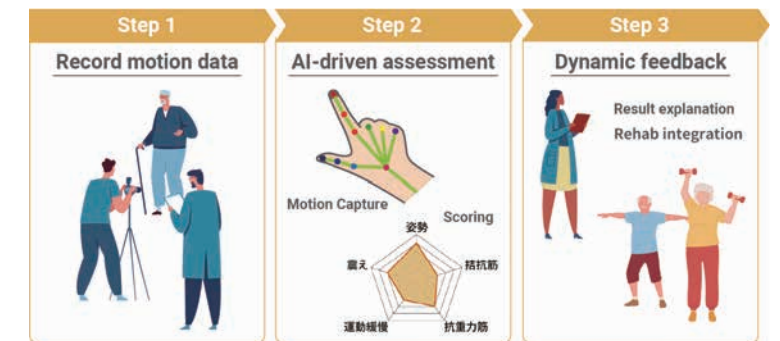 Step 1
Record motion data
Step 2
AI-driven assessment
Motion Capture
Scoring
姿勢
震え
拮抗筋
運動緩慢
抗重力筋
Step 3
Dynamic feedback
Result explanation
Rehab integration